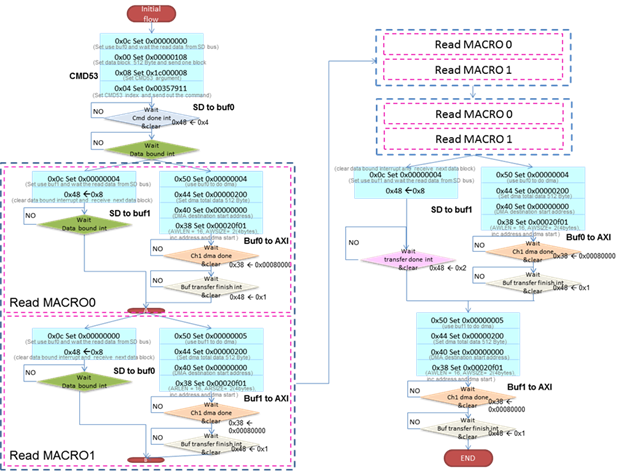 Initial
flow
0x0c Set 0x00000000
(Set use buf0 and wait the read data from SD bus)
0x00 Set 0x00000108
(Set data block 512 Byte and send one block
CMD53
0x08 Set 0x1c000008
(Set CMD53 argument)
0x04 Set 0x00357911
(Set CMD53 index and send out the command)
SD to buf0
NO
Wait
Cmd done int
&clear
0x48 ← 0x4
NO
Wait
Data bound int
0x0c Set 0x00000004
(Set use buf1 and wait the read data from SD bus)
0x48 ←0x8
(clear data bound interrupt and receive next data block)
SD to buf1
NO
Wait
Data bound int
0x50 Set 0x00000004
(use buf0 to do dma)
0x44 Set 0x00000200
(Set dma total data 512 Byte)
0x40 Set 0x00000000
(DMA destination start address)
0x38 Set 0x00020f01
(AWLEN = 16, AWSIZE= 2(4bytes),
inc address and dma start )
Buf0 to AXI
NO
Wait
Ch1 dma done
&clear
0x38 ← 0x00080000
NO
Wait
Buf transfer finish int
&clear
0x48 ← 0x1
Read MACRO0
0x0c Set 0x00000000
(Set use buf0 and wait the read data from SD bus)
0x48 ←0x8
(clear data bound interrupt and receive next data block)
SD to buf0
NO
Wait
Data bound int
0x50 Set 0x00000005
(use buf1 to do dma)
0x44 Set 0x00000200
(Set dma total data 512 Byte)
0x40 Set 0x00000000
(DMA destination start address)
0x38 Set 0x00020f01
(ARLEN = 16, ARSIZE= 2(4bytes),
inc address and dma start )
Buf1 to AXI
NO
Wait
Ch1 dma done
&clear
0x38 ←
0x00080000
NO
Wait
Buf transfer finish int
&clear
0x48 ← 0x1
Read MACRO1
Read MACRO 0
Read MACRO 1
Read MACRO 0
Read MACRO 1
(clear data bound interrupt and receive next data block)
0x0c Set 0x00000004
(Set use buf1 and wait the read data from SD bus)
0x48 ←0x8
SD to buf1
NO
Wait
transfer done int
&clear
0x48 ← 0x2
0x50 Set 0x00000004
(use buf0 to do dma)
0x44 Set 0x00000200
(Set dma total data 512 Byte)
0x40 Set 0x00000000
(DMA destination start address)
0x38 Set 0x00020f01
(AWLEN = 16, AWSIZE= 2(4bytes),
inc address and dma start )
Buf0 to AXI
NO
Wait
Ch1 dma done
&clear
0x38 ← 0x00080000
NO
Wait
Buf transfer finish int
&clear
0x48 ← 0x1
0x50 Set 0x00000005
(use buf1 to do dma)
0x44 Set 0x00000200
(Set dma total data 512 Byte)
0x40 Set 0x00000000
(DMA destination start address)
0x38 Set 0x00020f01
(AWLEN = 16, AWSIZE= 2(4bytes),
inc address and dma start )
Buf1 to AXI
NO
Wait
Ch1 dma done
&clear
0x38 ←
0x00080000
NO
Wait
Buf transfer finish int
&clear
0x48 ← 0x1
END